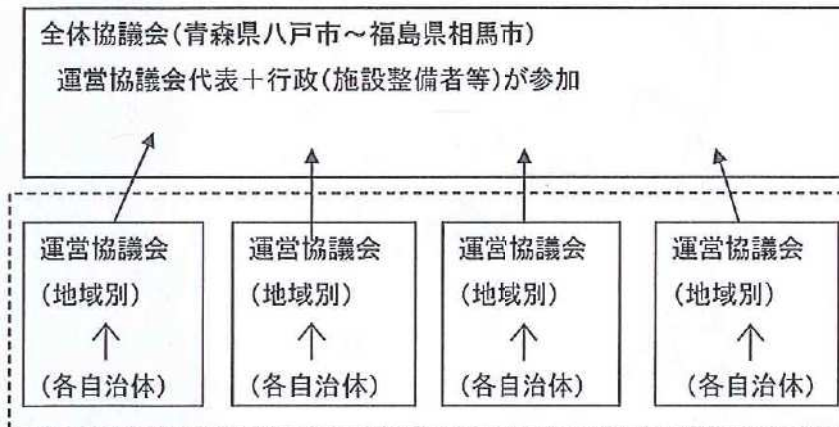 全体協議会(青森県八戸市～福島県相馬市)
運営協議会代表＋行政(施設整備者等)が参加
運営協議会
(地域別)
(各自治体)
運営協議会
(地域別)
(各自治体)
運営協議会
(地域別)
(各自治体)
運営協議会
(地域別)
(各自治体)